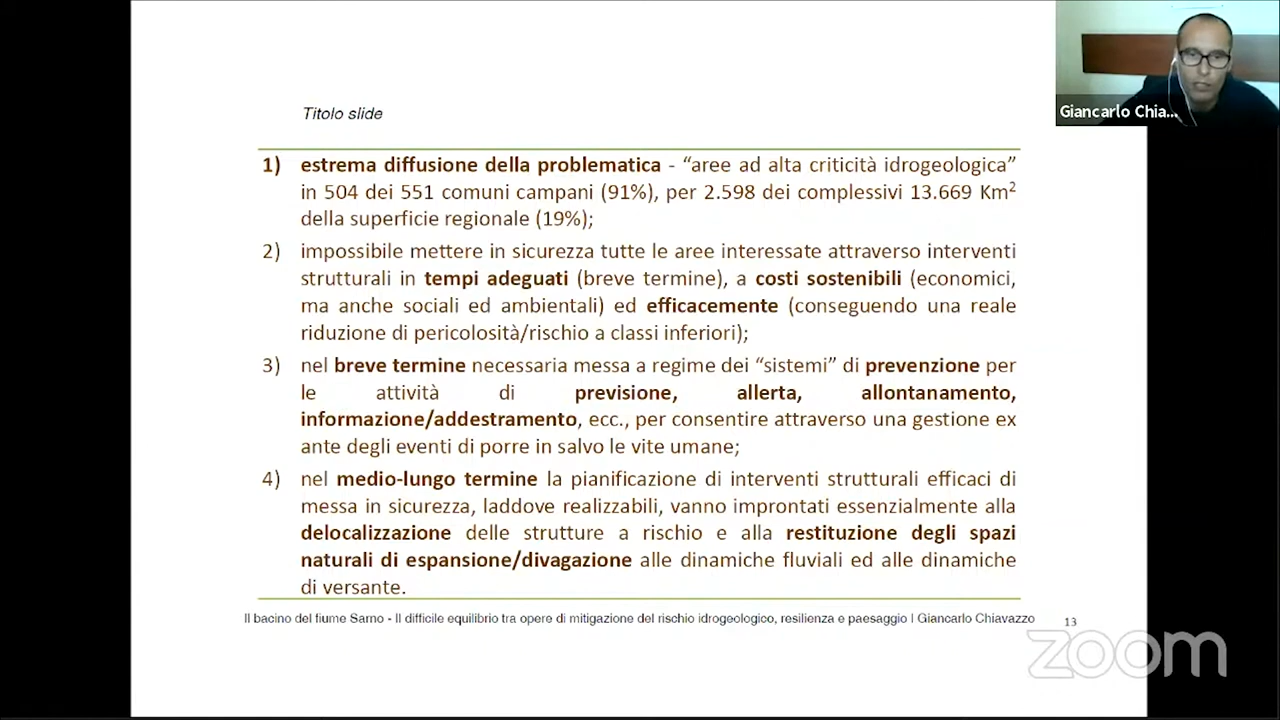 Titolo slide
Giancarlo Chia...
1) estrema diffusione della problematica - “aree ad alta criticità idrogeologica”
in 504 dei 551 comuni campani (91%), per 2.598 dei complessivi 13.669 Km²
della superficie regionale (19%);
2) impossibile mettere in sicurezza tutte le aree interessate attraverso interventi
strutturali in tempi adeguati (breve termine), a costi sostenibili (economici,
ma anche sociali ed ambientali) ed efficacemente (conseguendo una reale
riduzione di pericolosità/rischio a classi inferiori);
3) nel breve termine necessaria messa a regime dei “sistemi” di prevenzione per
le attività di previsione, allerta, allontanamento,
informazione/addestramento, ecc., per consentire attraverso una gestione ex
ante degli eventi di porre in salvo le vite umane;
4) nel medio-lungo termine la pianificazione di interventi strutturali efficaci di
messa in sicurezza, laddove realizzabili, vanno improntati essenzialmente alla
delocalizzazione delle strutture a rischio e alla restituzione degli spazi
naturali di espansione/divagazione alle dinamiche fluviali ed alle dinamiche
di versante.
Il bacino del fiume Sarno - Il difficile equilibrio tra opere di mitigazione del rischio idrogeologico, resilienza e paesaggio | Giancarlo Chiavazzo
13
zoom